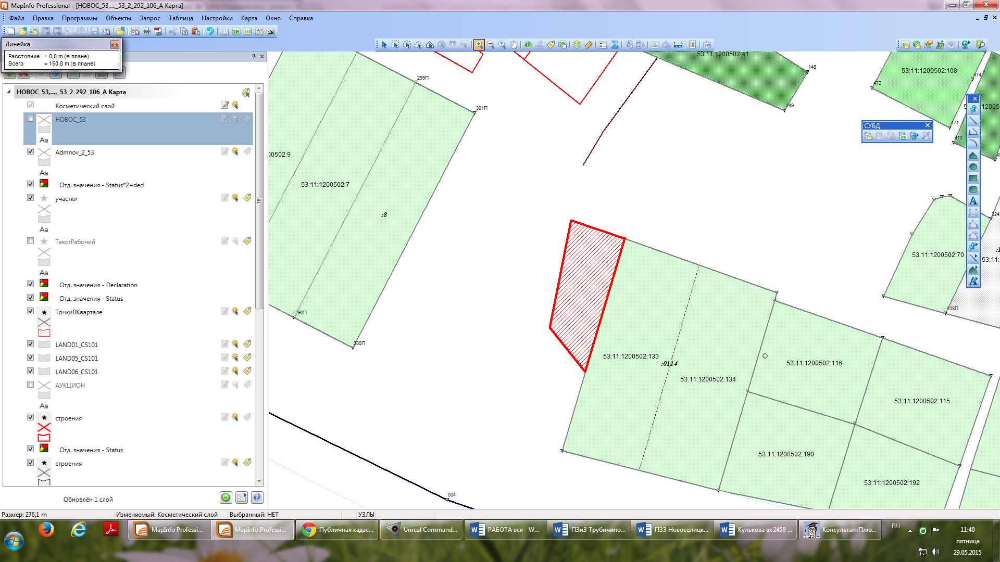 MapInfo Professional - [НОВОС_53,...,_53_2_292_106_A Карта]
Файл Правка Программы Объекты Запрос Таблица Настройки Карта Окно Справка
Линейка
Расстояние = 0,0 m (в плане)
Всего = 150,8 m (в плане)
НОВОС_53,...,_53_2_292_106_A Карта
Косметический слой
НОВОС_53
Aa
Admnov_2_53
Aa
Отд. значения - Status*2+decl
участки
Aa
ТекстРабочий
Aa
Отд. значения - Declaration
Отд. значения - Status
ТочкиВКвартале
LAND01_CS101
LAND05_CS101
LAND06_CS101
АУКЦИОН
Aa
строения
Отд. значения - Status
строения
Обновлён 1 слой
53:11:1200502:41
148
149
53:11:1200502:108
474
472
471
410
299П
301П
00502:9
53:11:1200502:7
:8
296П
300П
СУБД
324
53:11:1200502:70
53:11:
108П
53:11:1200502:133
:0114
53:11:1200502:134
53:11:1200502:116
53:11:1200502:115
53:11:1200502:190
53:11:1200502:192
604
Размер: 276,1 m Изменяемый: Косметический слой Выбранный: НЕТ УЗЛЫ
MapInfo Professi...
MapInfo Professi...
Публичная кадас...
Unreal Command...
РАБОТА вся - W...
ПЗиЗ Трубичино...
ПЗЗ Новоселицк...
Кулькова вх 2458 ...
КонсультантПлю...
RU
11:40
пятница
29.05.2015